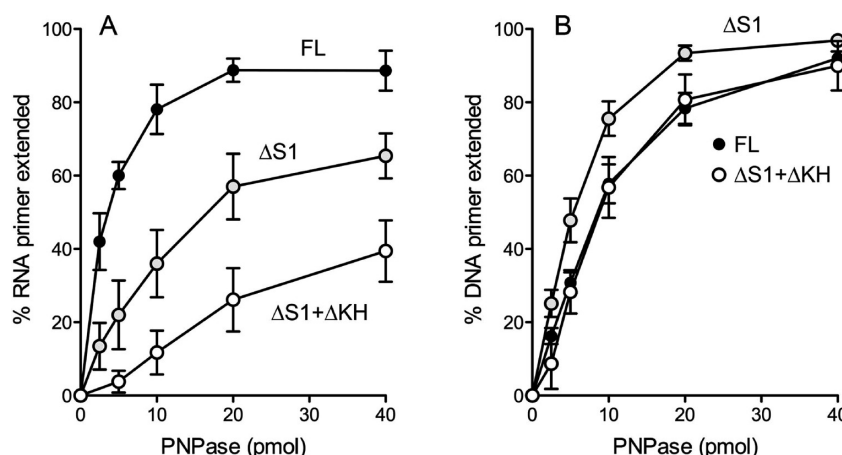 A
B
% RNA primer extended
100
80
60
40
20
0
FL
ΔS1
ΔS1+ΔKH
0
10
20
30
40
PNPase (pmol)
% DNA primer extended
100
80
60
40
20
0
ΔS1
FL
ΔS1+ΔKH
0
10
20
30
40
PNPase (pmol)